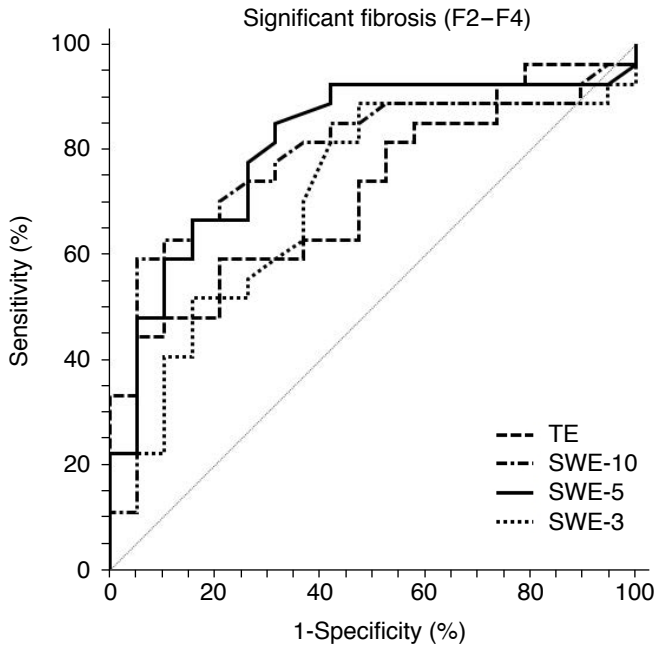 Significant fibrosis (F2–F4)
100
80
60
40
20
0
Sensitivity (%)
TE
SWE-10
SWE-5
SWE-3
0 20 40 60 80 100
1-Specificity (%)